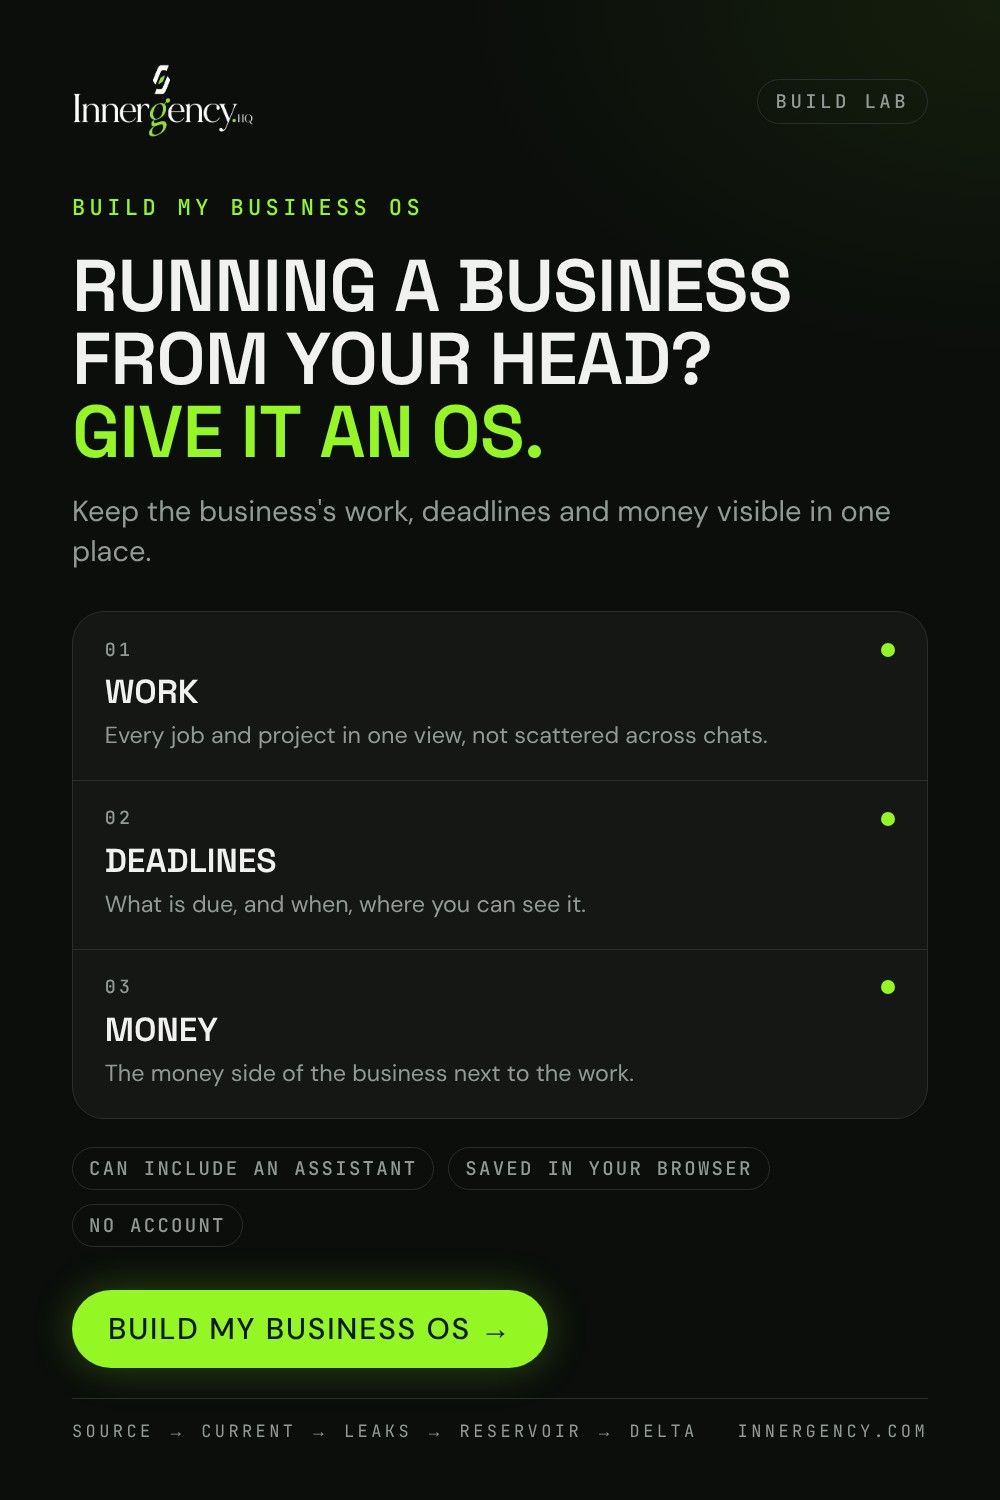 Innergency.HQ
BUILD LAB
BUILD MY BUSINESS OS
RUNNING A BUSINESS
FROM YOUR HEAD?
GIVE IT AN OS.
Keep the business's work, deadlines and money visible in one
place.
01
WORK
Every job and project in one view, not scattered across chats.
02
DEADLINES
What is due, and when, where you can see it.
03
MONEY
The money side of the business next to the work.
CAN INCLUDE AN ASSISTANT
SAVED IN YOUR BROWSER
NO ACCOUNT
BUILD MY BUSINESS OS →
SOURCE → CURRENT → LEAKS → RESERVOIR → DELTA
INNERGENCY.COM